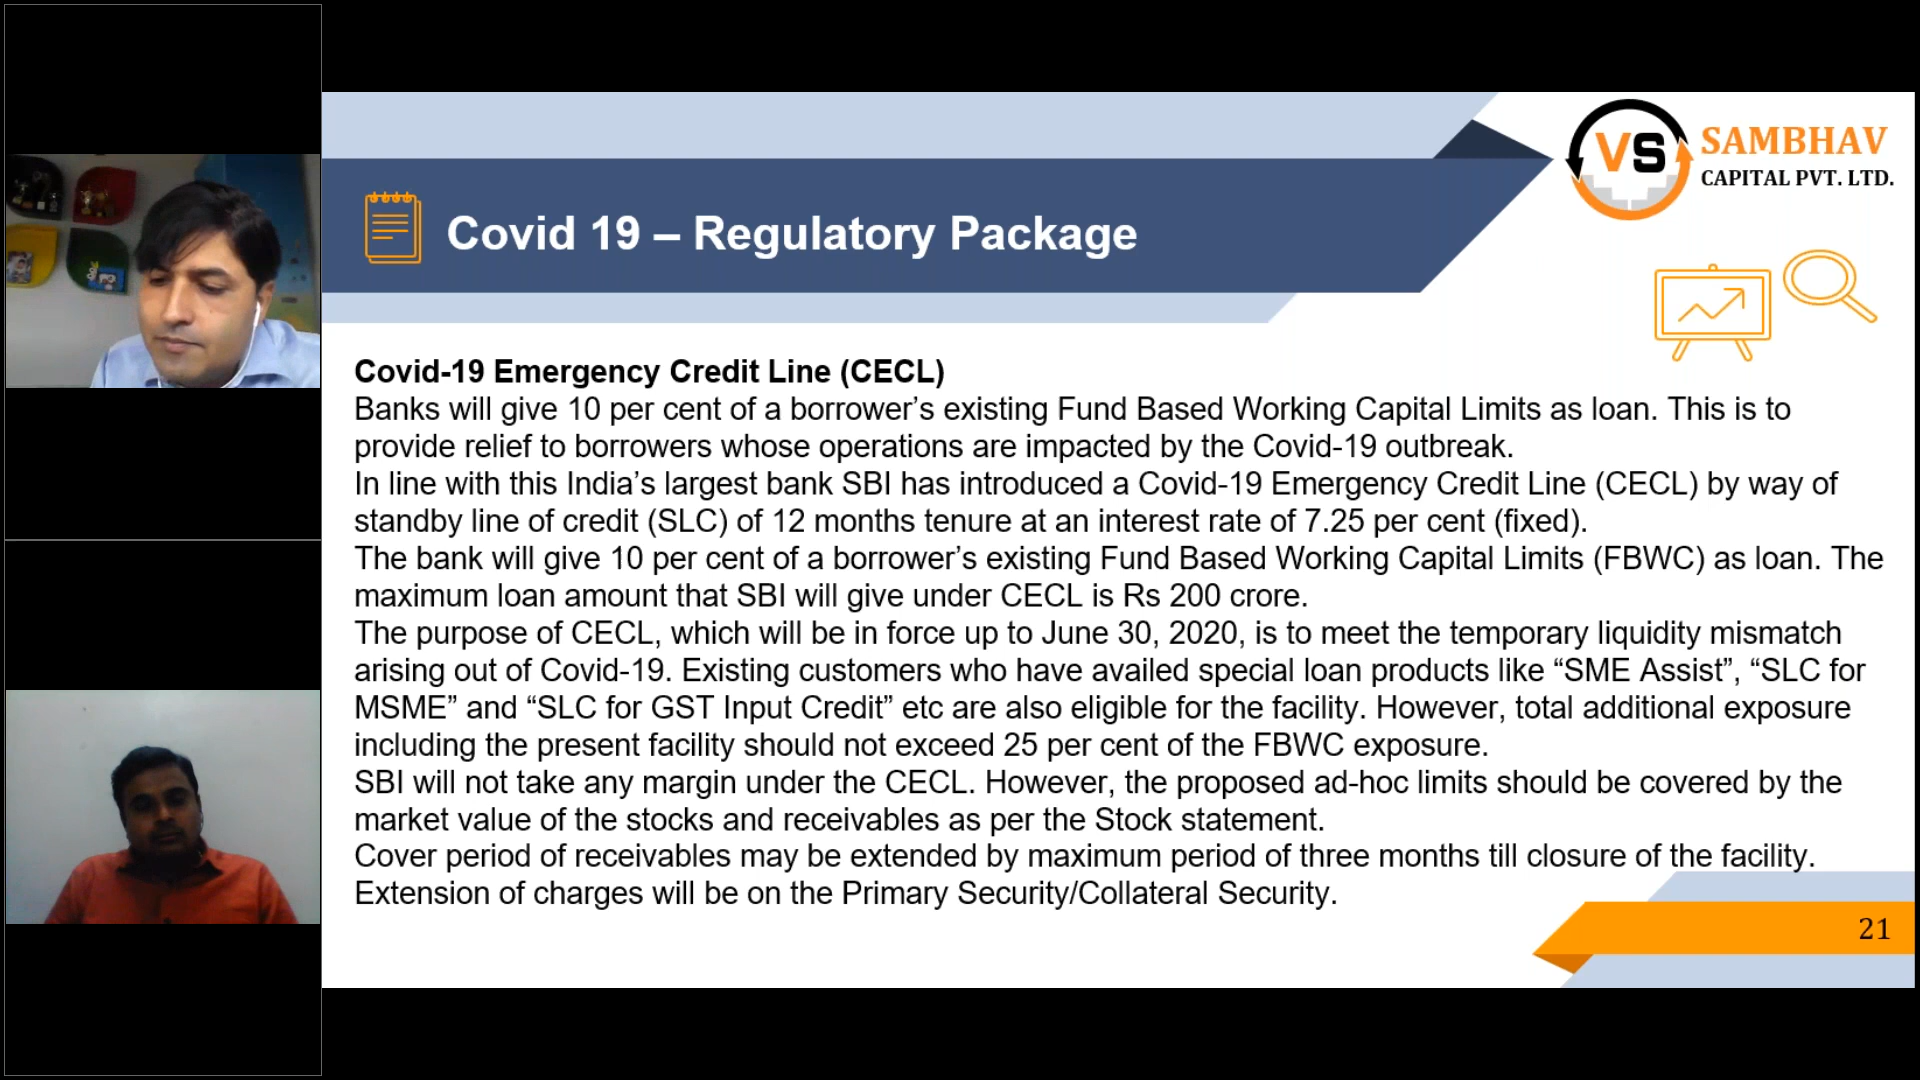 VS
SAMBHAV
CAPITAL PVT. LTD.
Covid 19 – Regulatory Package
Covid-19 Emergency Credit Line (CECL)
Banks will give 10 per cent of a borrower’s existing Fund Based Working Capital Limits as loan. This is to
provide relief to borrowers whose operations are impacted by the Covid-19 outbreak.
In line with this India’s largest bank SBI has introduced a Covid-19 Emergency Credit Line (CECL) by way of
standby line of credit (SLC) of 12 months tenure at an interest rate of 7.25 per cent (fixed).
The bank will give 10 per cent of a borrower’s existing Fund Based Working Capital Limits (FBWC) as loan. The
maximum loan amount that SBI will give under CECL is Rs 200 crore.
The purpose of CECL, which will be in force up to June 30, 2020, is to meet the temporary liquidity mismatch
arising out of Covid-19. Existing customers who have availed special loan products like “SME Assist”, “SLC for
MSME” and “SLC for GST Input Credit” etc are also eligible for the facility. However, total additional exposure
including the present facility should not exceed 25 per cent of the FBWC exposure.
SBI will not take any margin under the CECL. However, the proposed ad-hoc limits should be covered by the
market value of the stocks and receivables as per the Stock statement.
Cover period of receivables may be extended by maximum period of three months till closure of the facility.
Extension of charges will be on the Primary Security/Collateral Security.
21